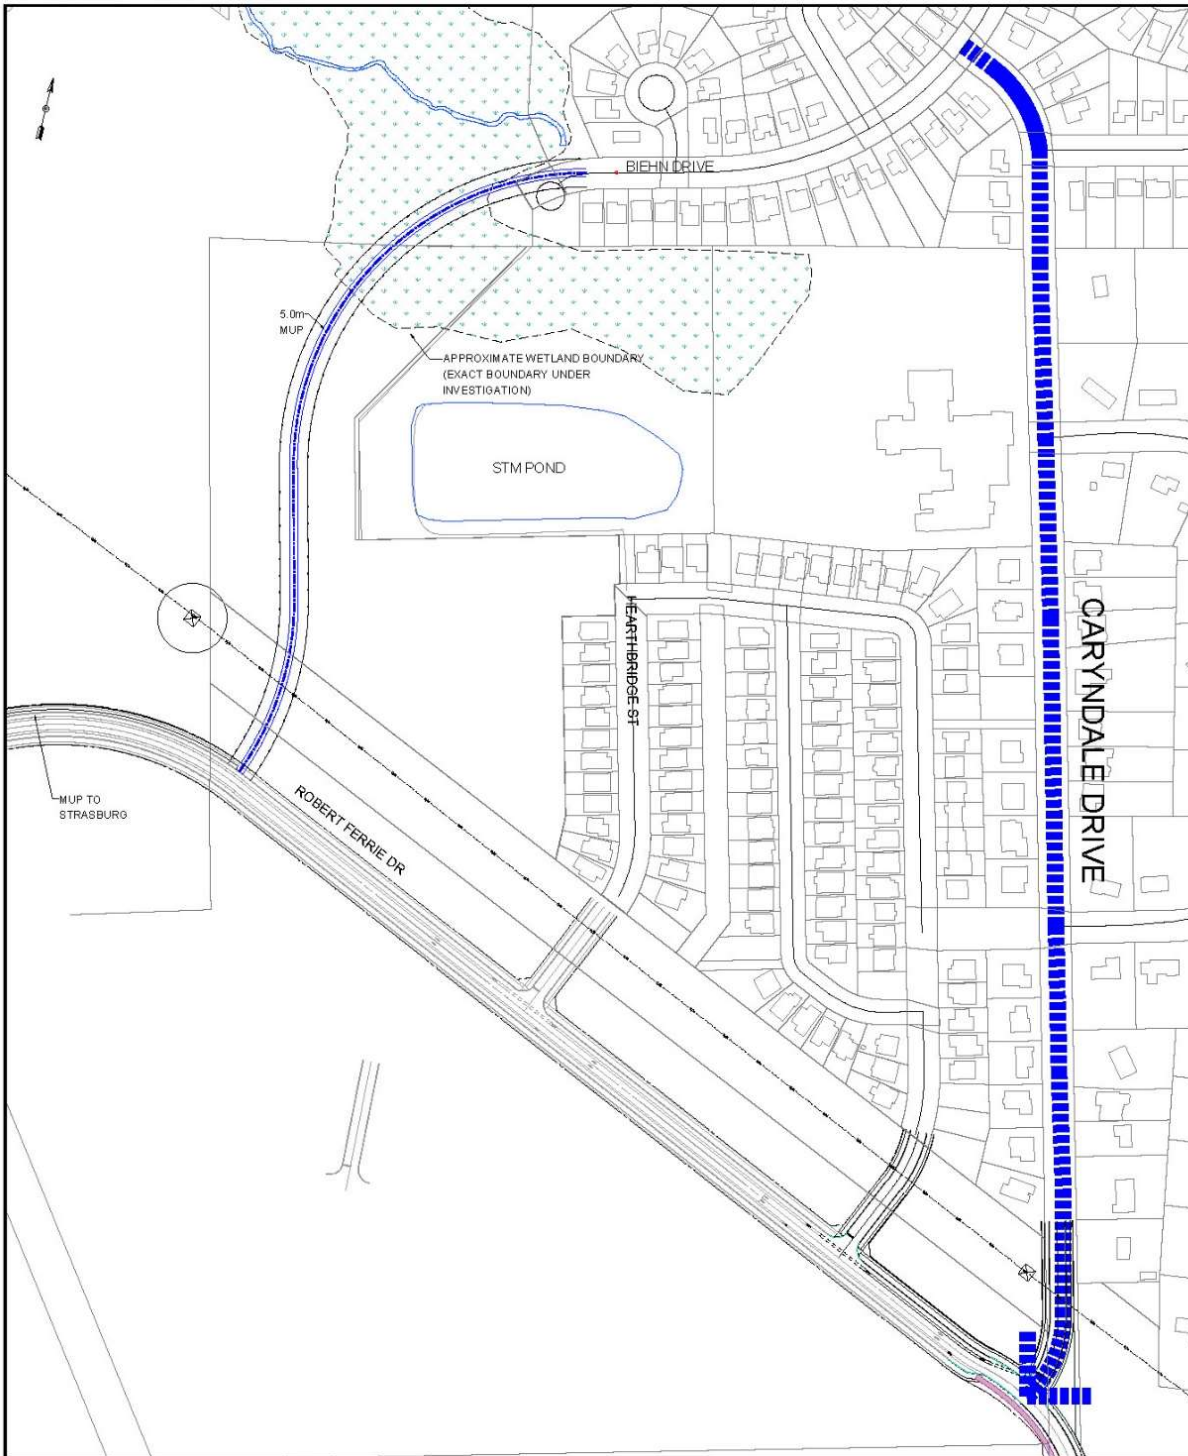 BIEHN DRIVE
5.0m
MUP
APPROXIMATE WETLAND BOUNDARY
(EXACT BOUNDARY UNDER
INVESTIGATION)
STM POND
HEARTHBRIDGE ST
CARYNDALE DRIVE
MUP TO
STRASBURG
ROBERT FERRIE DR